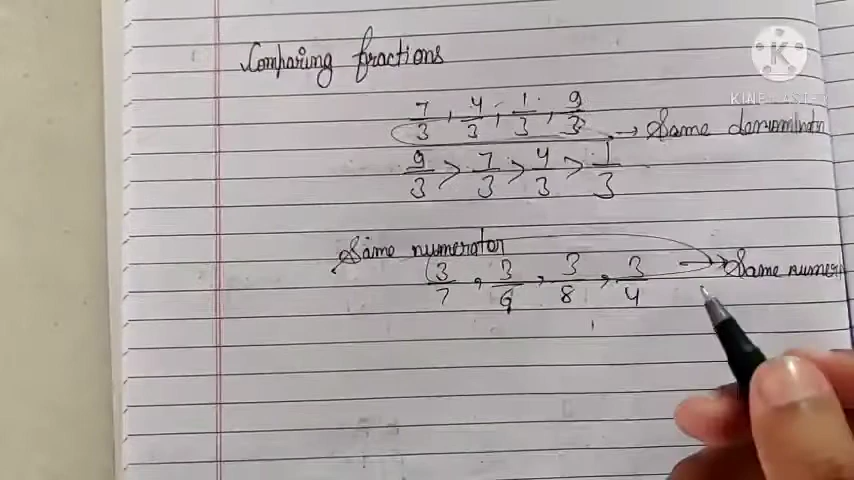 Comparing fractions
7/3, 4/3, 1/3, 9/3 → Same denominator
9/3 > 7/3 > 4/3 > 1/3
Same numerator
3/7, 3/9, 3/8, 3/4 → Same numer
K
KINEMASTER